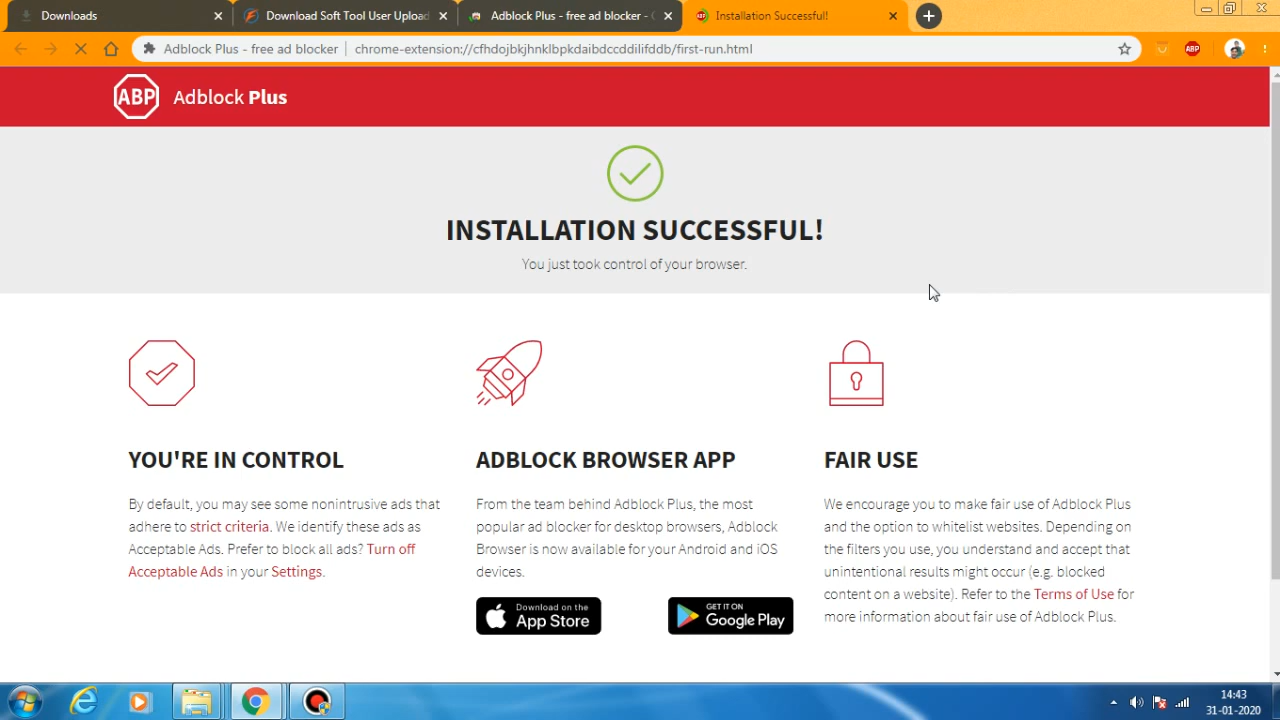 Downloads
Download Soft Tool User Upload
Adblock Plus - free ad blocker -
Installation Successful!
Adblock Plus - free ad blocker
chrome-extension://cfhdojbkjhnklbpkdaibdccddilifddb/first-run.html
ABP
ABP Adblock Plus
INSTALLATION SUCCESSFUL!
You just took control of your browser.
YOU'RE IN CONTROL
By default, you may see some nonintrusive ads that
adhere to strict criteria. We identify these ads as
Acceptable Ads. Prefer to block all ads? Turn off
Acceptable Ads in your Settings.
ADBLOCK BROWSER APP
From the team behind Adblock Plus, the most
popular ad blocker for desktop browsers, Adblock
Browser is now available for your Android and iOS
devices.
Download on the
App Store
GET IT ON
Google Play
FAIR USE
We encourage you to make fair use of Adblock Plus
and the option to whitelist websites. Depending on
the filters you use, you understand and accept that
unintentional results might occur (e.g. blocked
content on a website). Refer to the Terms of Use for
more information about fair use of Adblock Plus.
14:43
31-01-2020